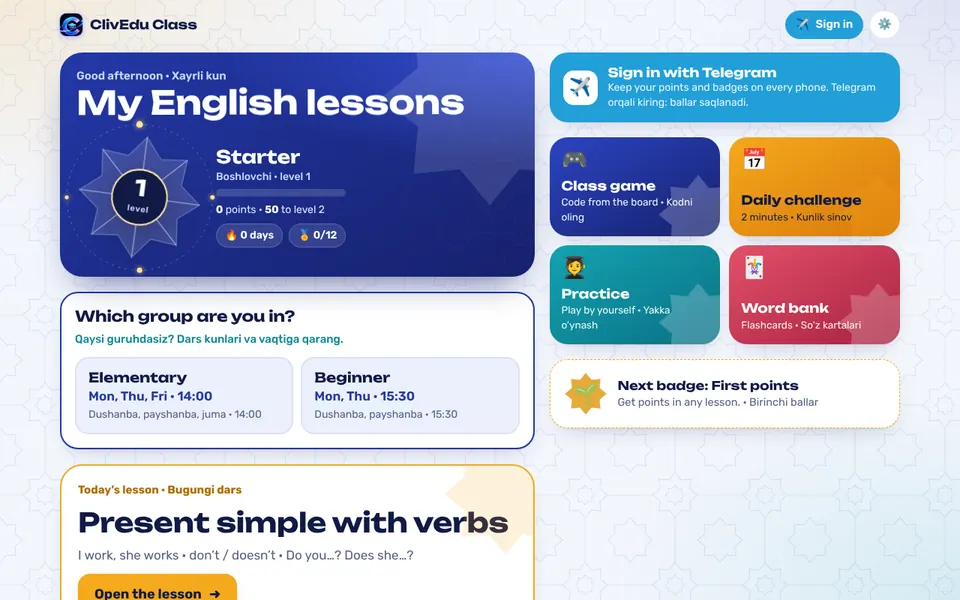 ClivEdu Class
✈️ Sign in
Good afternoon • Xayrli kun
My English lessons
1
level
Starter
Boshlovchi • level 1
0 points • 50 to level 2
🔥 0 days
🏅 0/12
Which group are you in?
Qaysi guruhdasiz? Dars kunlari va vaqtiga qarang.
Elementary
Mon, Thu, Fri • 14:00
Dushanba, payshanba, juma • 14:00
Beginner
Mon, Thu • 15:30
Dushanba, payshanba • 15:30
Today's lesson • Bugungi dars
Present simple with verbs
I work, she works • don't / doesn't • Do you…? Does she…?
Open the lesson →
Sign in with Telegram
Keep your points and badges on every phone. Telegram
orqali kiring: ballar saqlanadi.
Class game
Code from the board • Kodni
oling
July
17
Daily challenge
2 minutes • Kunlik sinov
Practice
Play by yourself • Yakka
o'ynash
Word bank
Flashcards • So'z kartalari
Next badge: First points
Get points in any lesson. • Birinchi ballar